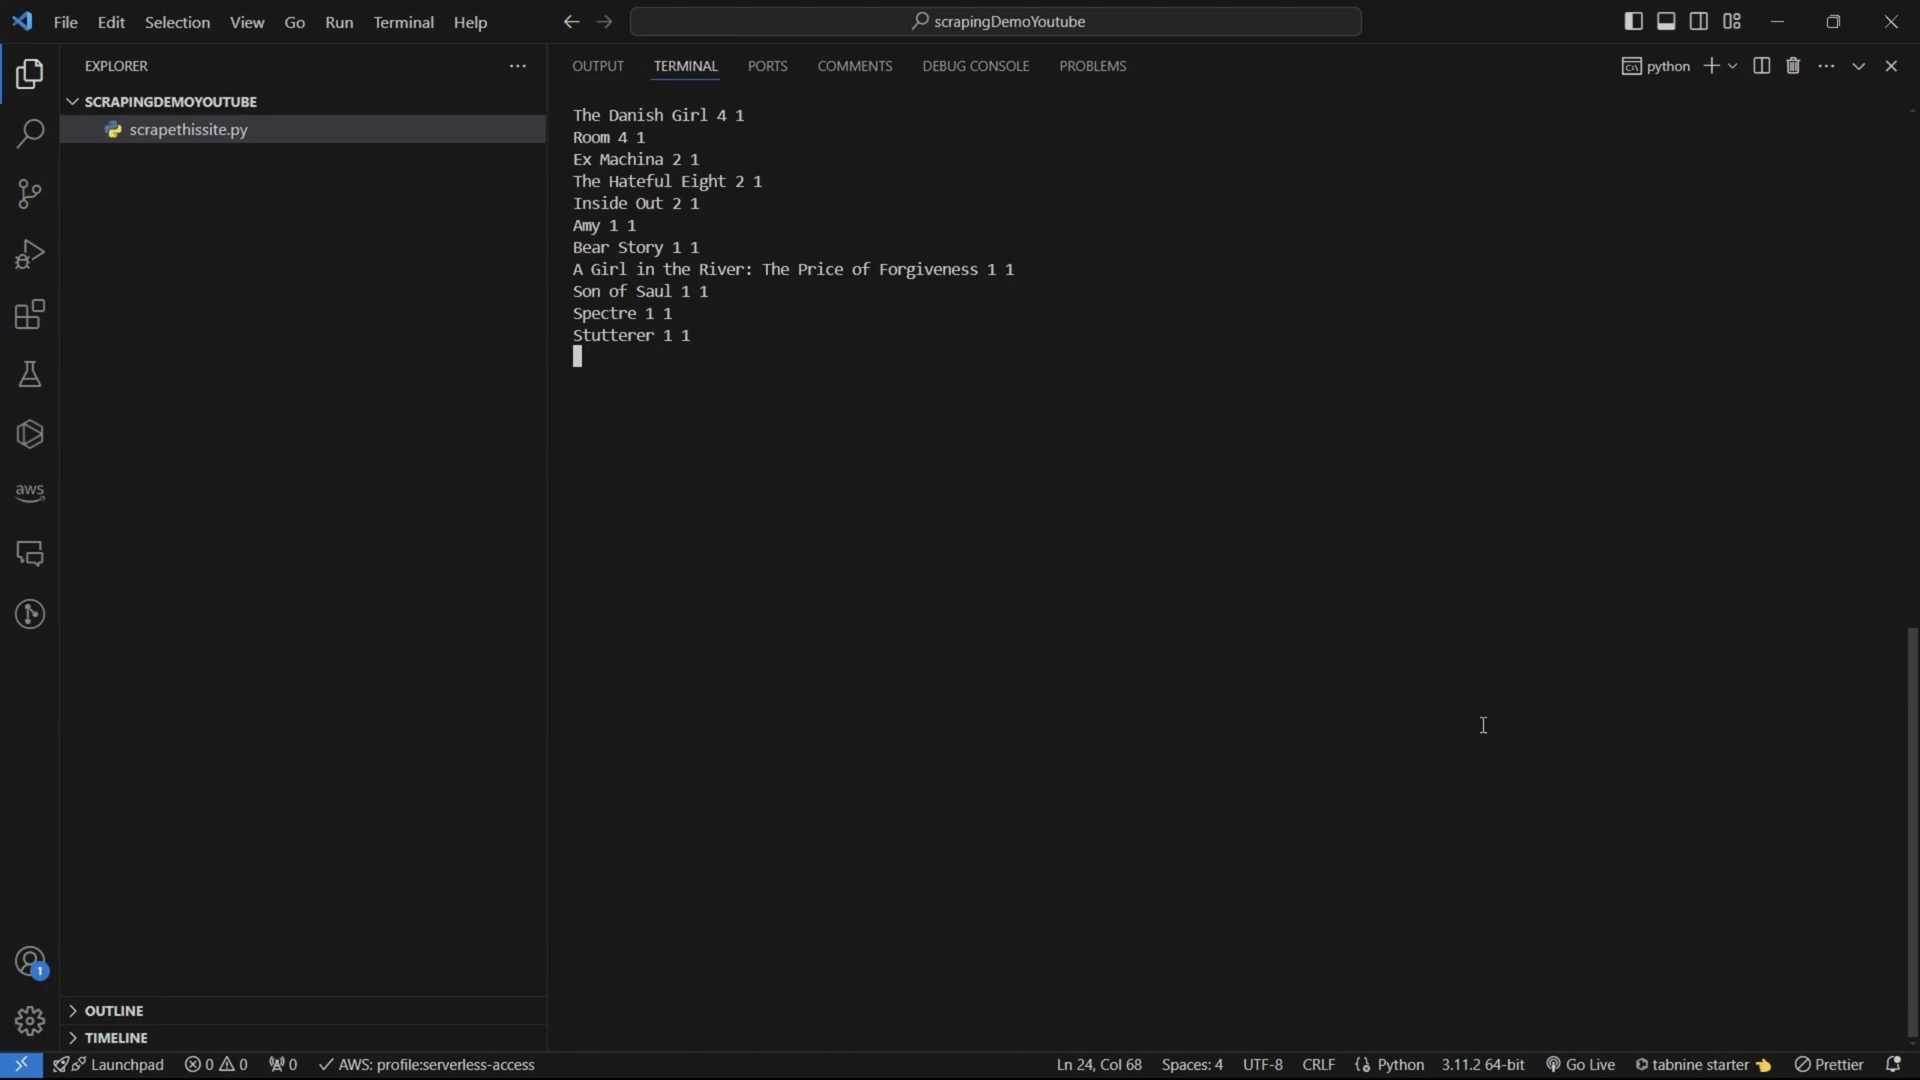 File Edit Selection View Go Run Terminal Help
scrapingDemoYoutube
EXPLORER
OUTPUT TERMINAL PORTS COMMENTS DEBUG CONSOLE PROBLEMS
python
SCRAPINGDEMOYOUTUBE
scrapethissite.py
The Danish Girl 4 1
Room 4 1
Ex Machina 2 1
The Hateful Eight 2 1
Inside Out 2 1
Amy 1 1
Bear Story 1 1
A Girl in the River: The Price of Forgiveness 1 1
Son of Saul 1 1
Spectre 1 1
Stutterer 1 1
aws
1
OUTLINE
TIMELINE
Launchpad 0 0 0 AWS: profile:serverless-access Ln 24, Col 68 Spaces: 4 UTF-8 CRLF Python 3.11.2 64-bit Go Live tabnine starter Prettier